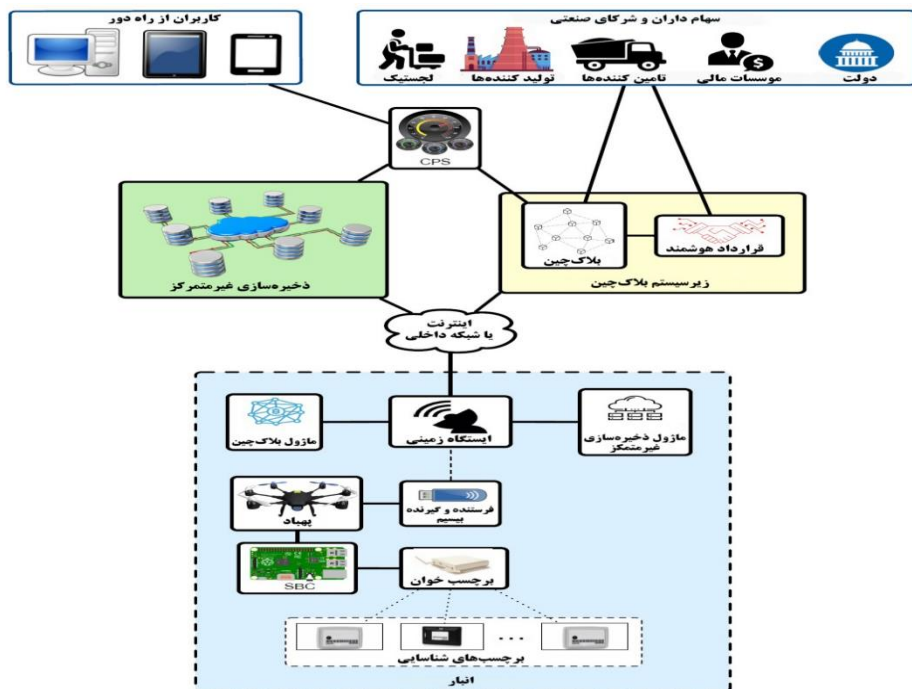 کاربران از راه دور
سهام داران و شرکای صنعتی
دولت
موسسات مالی
تامین کننده‌ها
تولید کننده‌ها
لجستیک
CPS
ذخیره‌سازی غیرمتمرکز
بلاک‌چین
قرارداد هوشمند
زیرسیستم بلاک‌چین
اینترنت
یا شبکه داخلی
ماژول بلاک‌چین
ایستگاه زمینی
ماژول ذخیره‌سازی
غیرمتمکز
پهپاد
فرستنده و گیرنده
بیسیم
SBC
برچسب خوان
...
برچسب‌های شناسایی
انبار